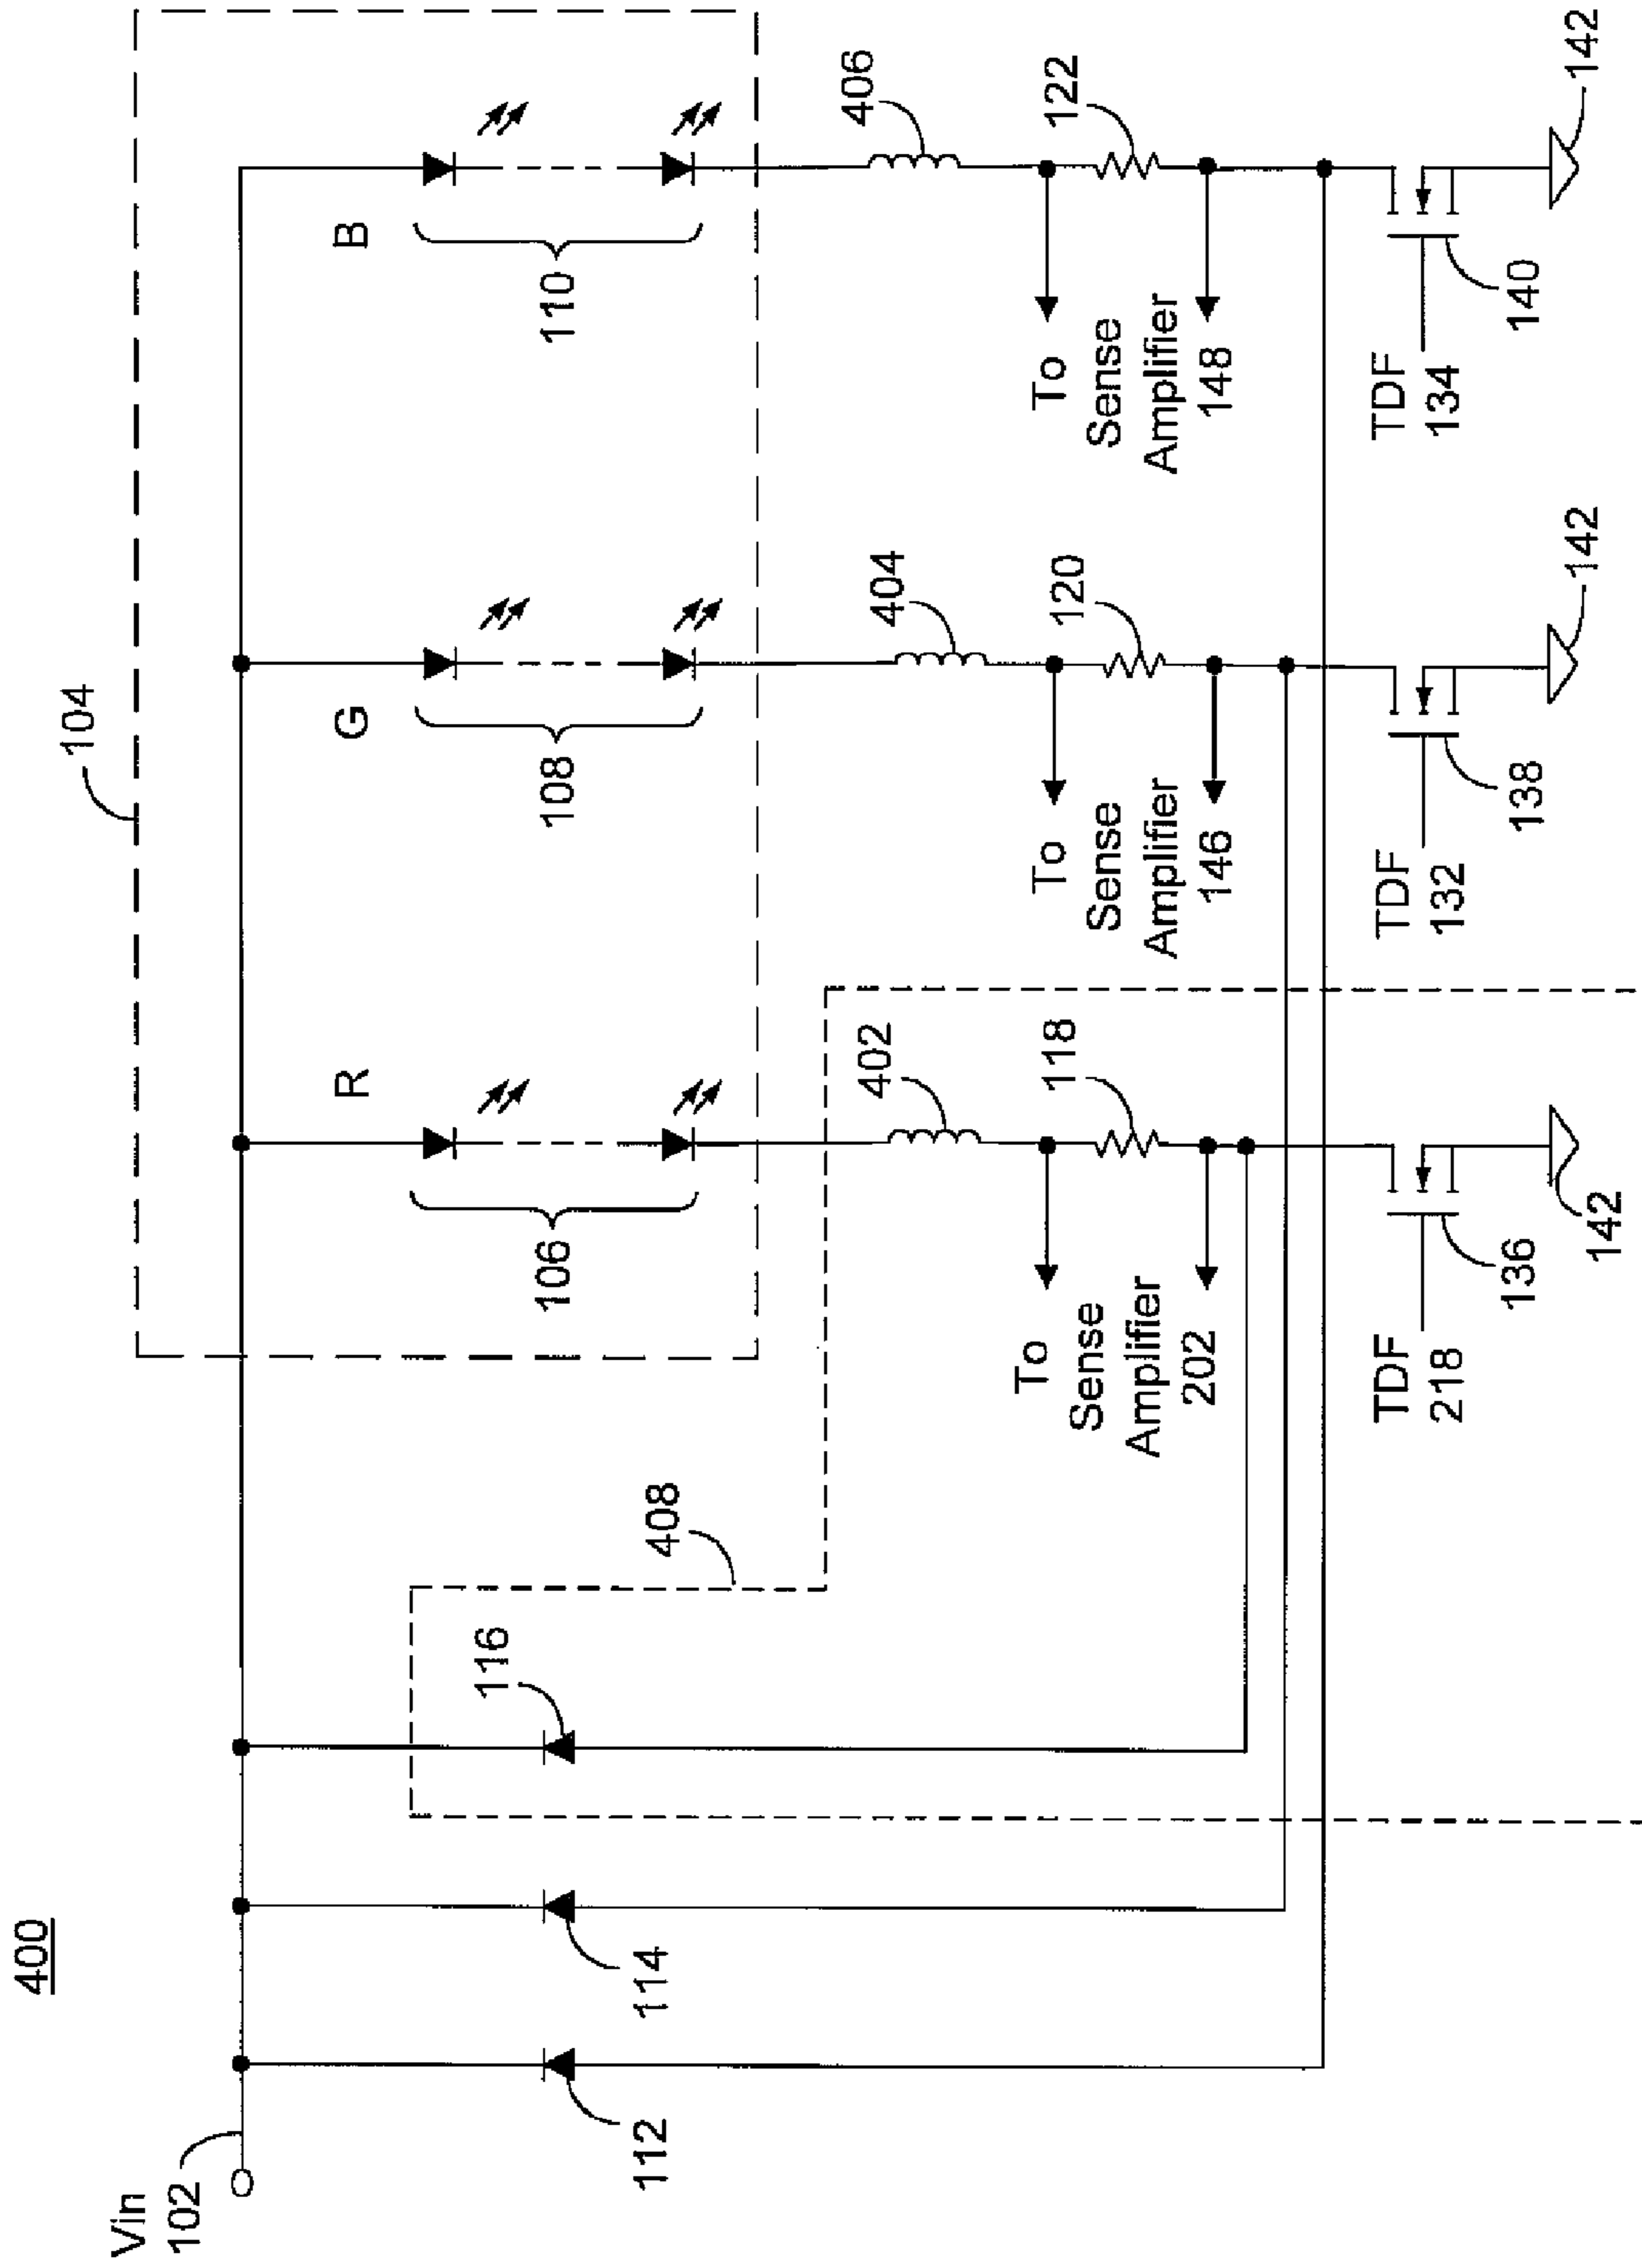 400
Vin
102
104
R
G
B
106
108
110
112
114
116
408
402
404
406
118
120
122
To
Sense
Amplifier
202
To
Sense
Amplifier
146
To
Sense
Amplifier
148
TDF
218
TDF
132
TDF
134
136
138
140
142
142
142